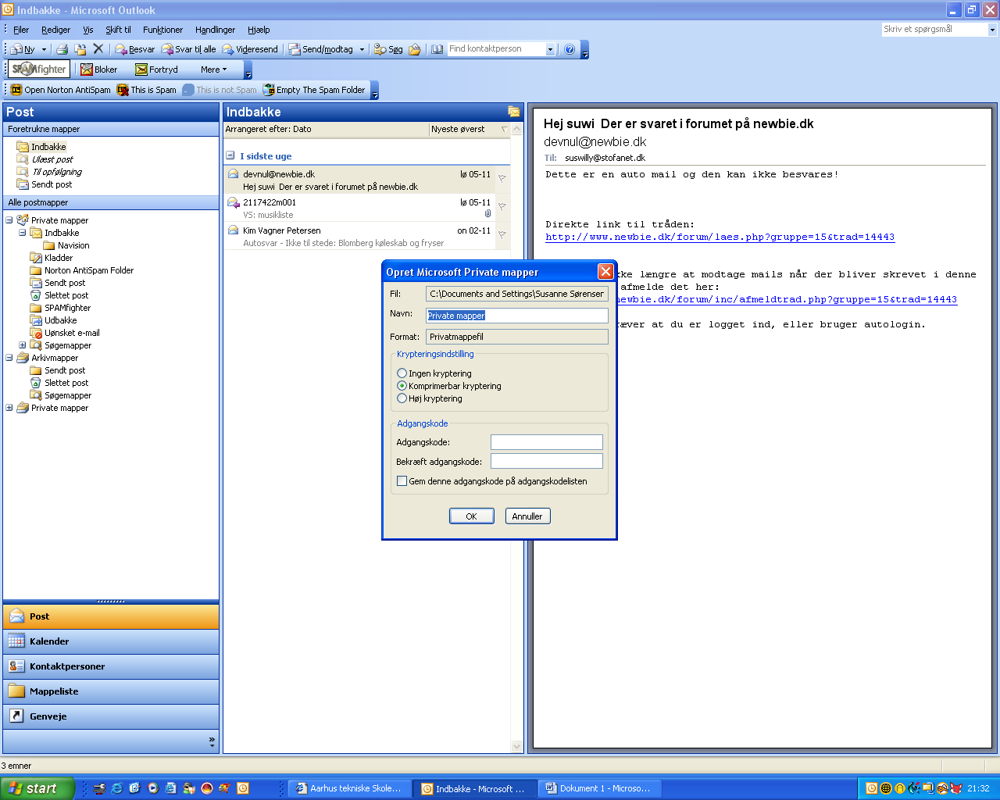 Indbakke - Microsoft Outlook
Filer Rediger Vis Skift til Funktioner Handlinger Hjælp
Skriv et spørgsmål
Ny Besvar Svar til alle Videresend Send/modtag Søg Find kontaktperson
SPAMfighter Bloker Fortryd Mere
Open Norton AntiSpam This is Spam This is not Spam Empty The Spam Folder
Post
Foretrukne mapper
Indbakke
Ulæst post
Til opfølgning
Sendt post
Alle postmapper
Private mapper
Indbakke
Navision
Kladder
Norton AntiSpam Folder
Sendt post
Slettet post
SPAMfighter
Udbakke
Uønsket e-mail
Søgemapper
Arkivmapper
Sendt post
Slettet post
Søgemapper
Private mapper
Post
Kalender
Kontaktpersoner
Mappeliste
Genveje
Indbakke
Arrangeret efter: Dato Nyeste øverst
I sidste uge
devnul@newbie.dk lø 05-11
Hej suwi Der er svaret i forumet på newbie.dk
2117422m001 lø 05-11
VS: musikliste
Kim Vagner Petersen on 02-11
Autosvar - Ikke til stede: Blomberg køleskab og fryser
Hej suwi Der er svaret i forumet på newbie.dk
devnul@newbie.dk
Til: suswilly@stofanet.dk
Dette er en auto mail og den kan ikke besvares!
Direkte link til tråden:
http://www.newbie.dk/forum/laes.php?gruppe=15&trad=14443
kke længre at modtage mails når der bliver skrevet i denne
afmelde det her:
ewbie.dk/forum/inc/afmeldtrad.php?gruppe=15&trad=14443
ræver at du er logget ind, eller bruger autologin.
Opret Microsoft Private mapper
Fil: C:\Documents and Settings\Susanne Sørenser
Navn: Private mapper
Format: Privatmappefil
Krypteringsindstilling
Ingen kryptering
Komprimerbar kryptering
Høj kryptering
Adgangskode
Adgangskode:
Bekræft adgangskode:
Gem denne adgangskode på adgangskodelisten
OK Annuller
3 emner
start Aarhus tekniske Skole... Indbakke - Microsoft ... Dokument 1 - Microso... 21:32